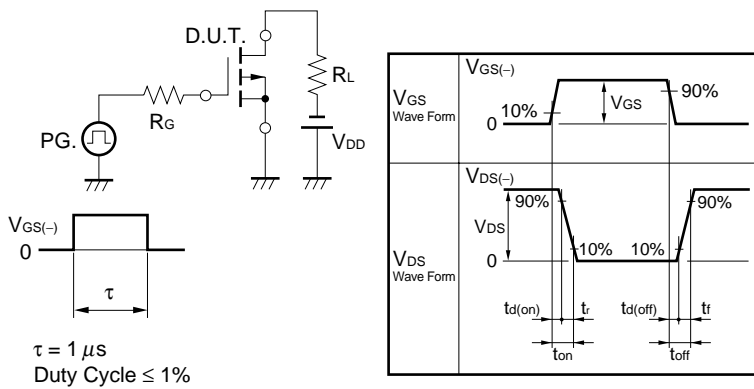 D.U.T.
RL
RG
PG.
VDD
VGS(−)
0
τ
τ = 1 μs
Duty Cycle ≤ 1%
VGS
Wave Form
VGS(−)
10%
0
VGS
90%
VDS
Wave Form
VDS(−)
90%
VDS
0
10%
10%
90%
td(on)
tr
td(off)
tf
ton
toff